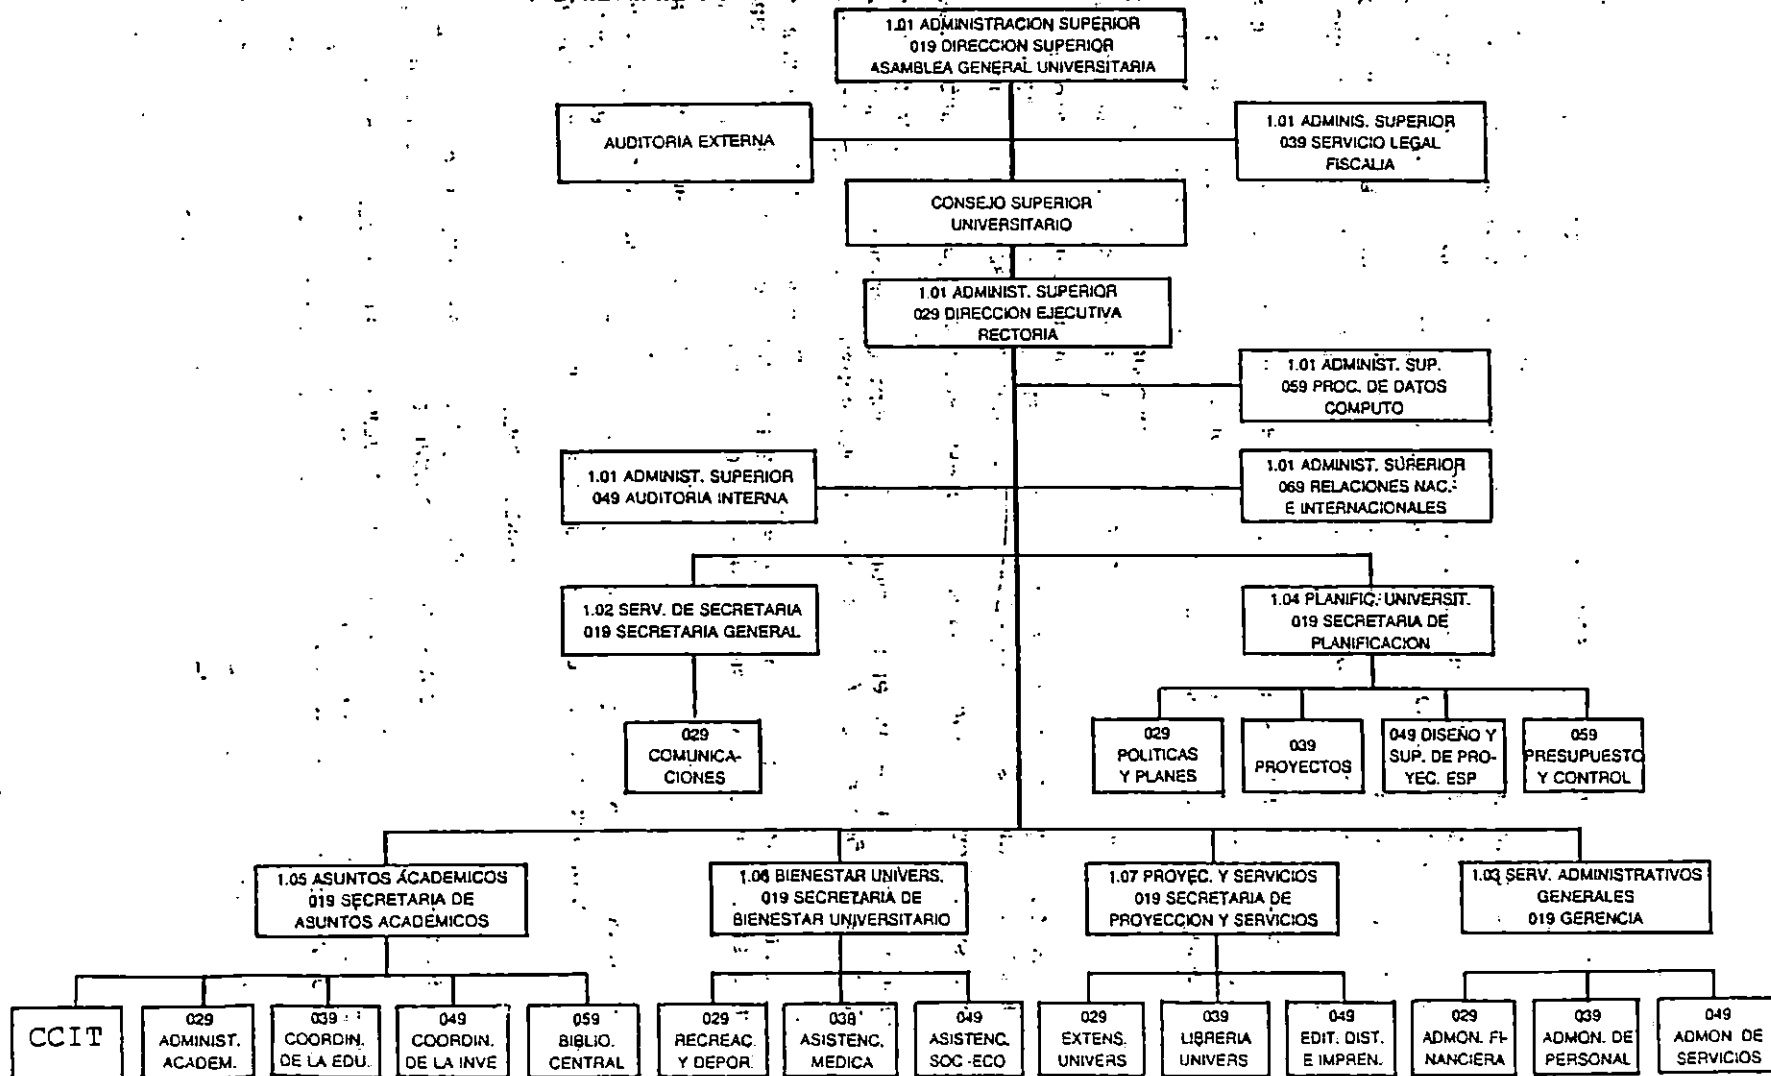 1.01 ADMINISTRACION SUPERIOR
019 DIRECCION SUPERIOR
ASAMBLEA GENERAL UNIVERSITARIA
AUDITORIA EXTERNA
1.01 ADMINIS. SUPERIOR
039 SERVICIO LEGAL
FISCALIA
CONSEJO SUPERIOR
UNIVERSITARIO
1.01 ADMINIST. SUPERIOR
029 DIRECCION EJECUTIVA
RECTORIA
1.01 ADMINIST. SUP.
059 PROC. DE DATOS
COMPUTO
1.01 ADMINIST. SUPERIOR
049 AUDITORIA INTERNA
1.01 ADMINIST. SUPERIOR
069 RELACIONES NAC.
E INTERNACIONALES
1.02 SERV. DE SECRETARIA
019 SECRETARIA GENERAL
1.04 PLANIFIC. UNIVERSIT.
019 SECRETARIA DE
PLANIFICACION
029
COMUNICA-
CIONES
029
POLITICAS
Y PLANES
039
PROYECTOS
049 DISEÑO Y
SUP. DE PRO-
YEC. ESP
059
PRESUPUESTO
Y CONTROL
1.05 ASUNTOS ACADEMICOS
019 SECRETARIA DE
ASUNTOS ACADEMICOS
1.06 BIENESTAR UNIVERS.
019 SECRETARIA DE
BIENESTAR UNIVERSITARIO
1.07 PROYEC. Y SERVICIOS
019 SECRETARIA DE
PROYECCION Y SERVICIOS
1.03 SERV. ADMINISTRATIVOS
GENERALES
019 GERENCIA
CCIT
029
ADMINIST.
ACADEM.
039
COORDIN.
DE LA EDU.
049
COORDIN.
DE LA INVE
059
BIBLIO.
CENTRAL
029
RECREAC.
Y DEPOR.
038
ASISTENC.
MEDICA
049
ASISTENC.
SOC-ECO
029
EXTENS.
UNIVERS
039
LIBRERIA
UNIVERS
049
EDIT. DIST.
E IMPREN.
029
ADMON. FI-
NANCIERA
039
ADMON. DE
PERSONAL
049
ADMON DE
SERVICIOS